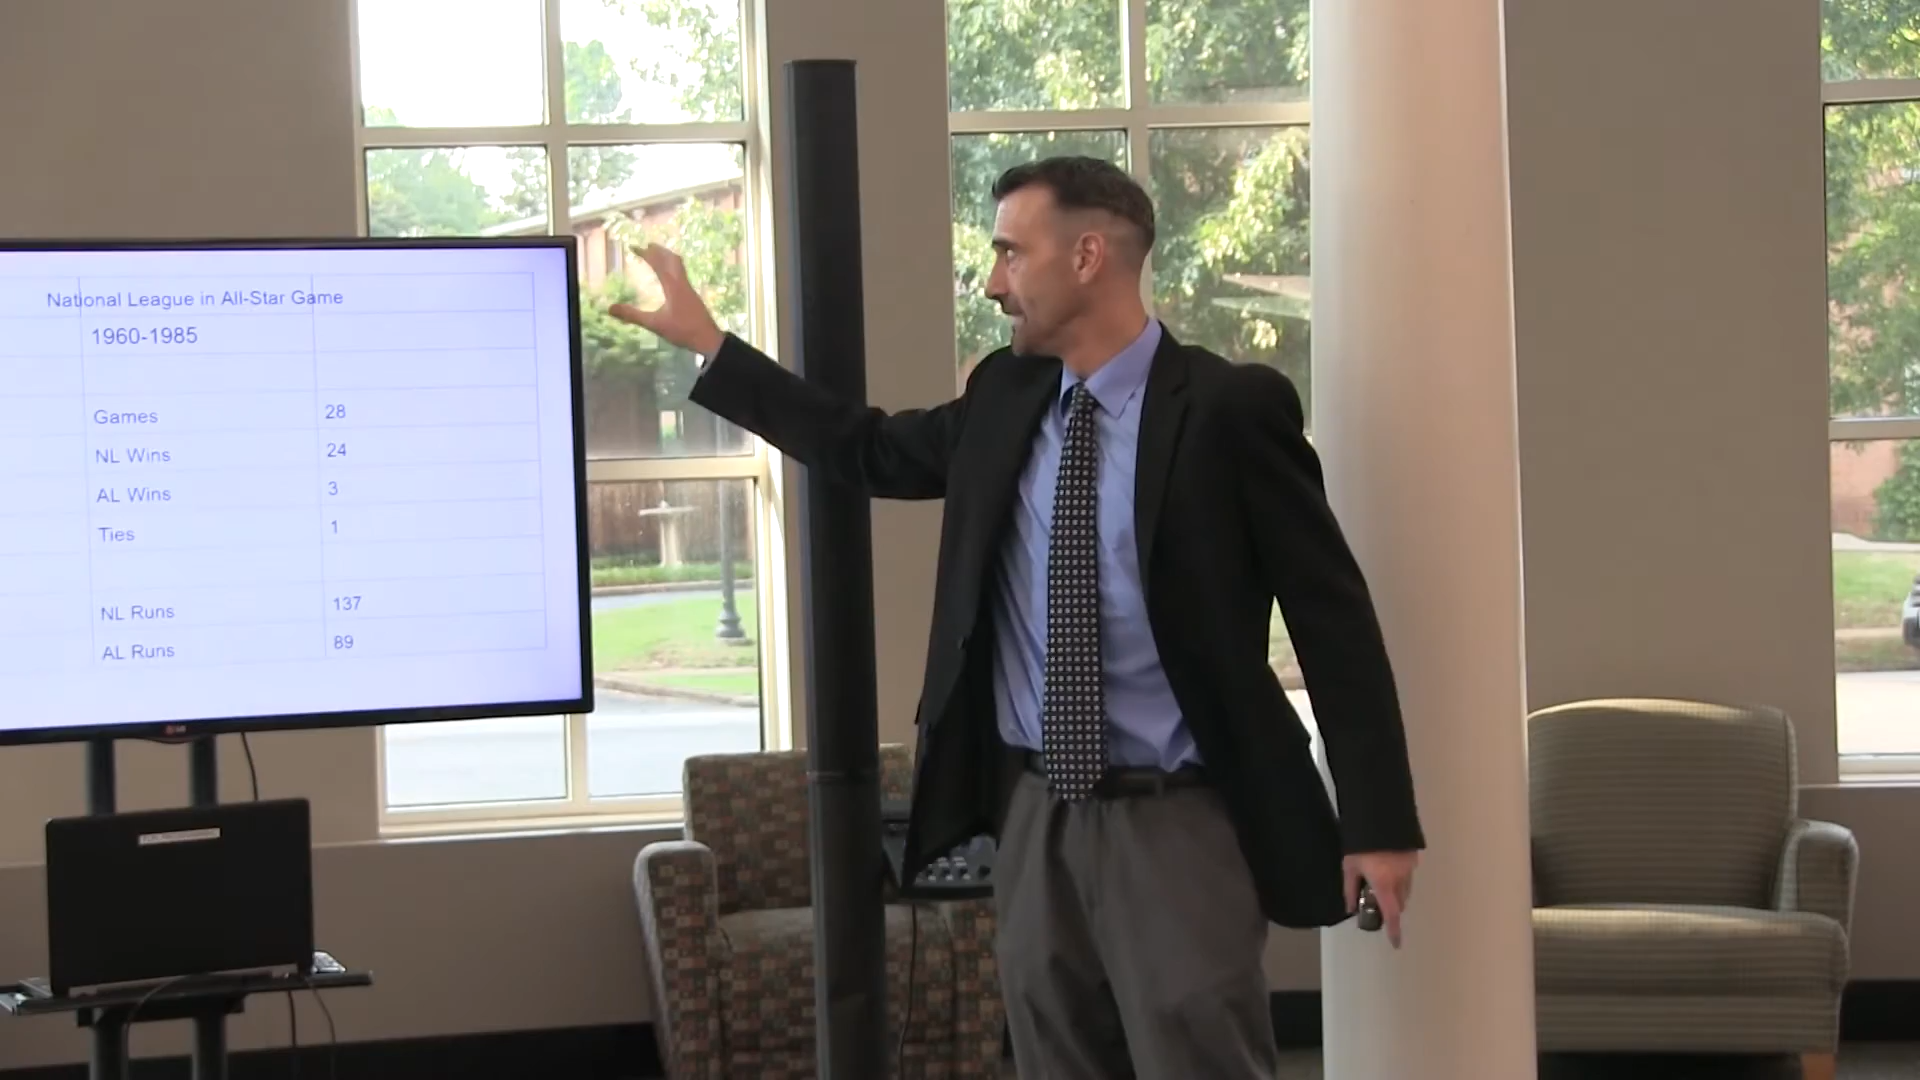 National League in All-Star Game
1960-1985
Games 28
NL Wins 24
AL Wins 3
Ties 1
NL Runs 137
AL Runs 89